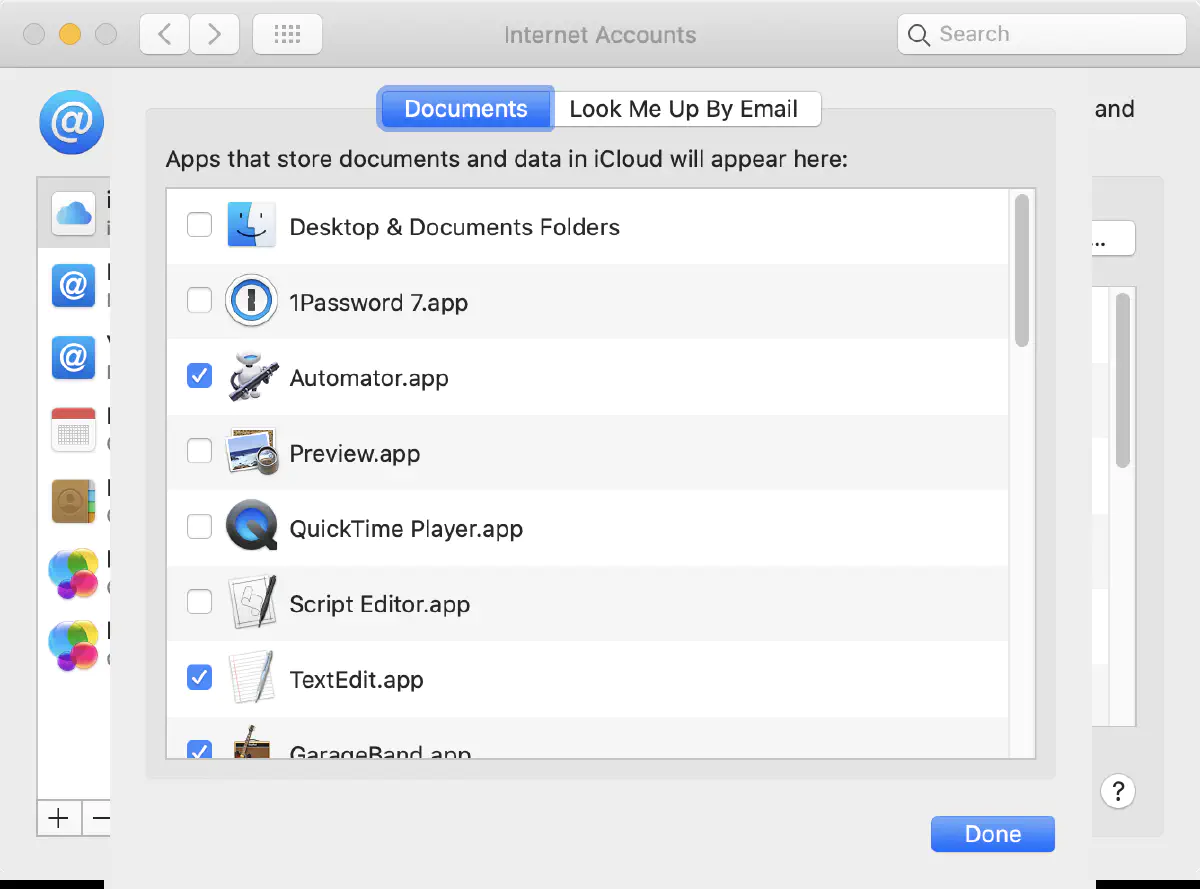 Internet Accounts
Search
Documents
Look Me Up By Email
and
Apps that store documents and data in iCloud will appear here:
Desktop & Documents Folders
...
1Password 7.app
Automator.app
Preview.app
QuickTime Player.app
Script Editor.app
TextEdit.app
GarageBand.app
?
Done